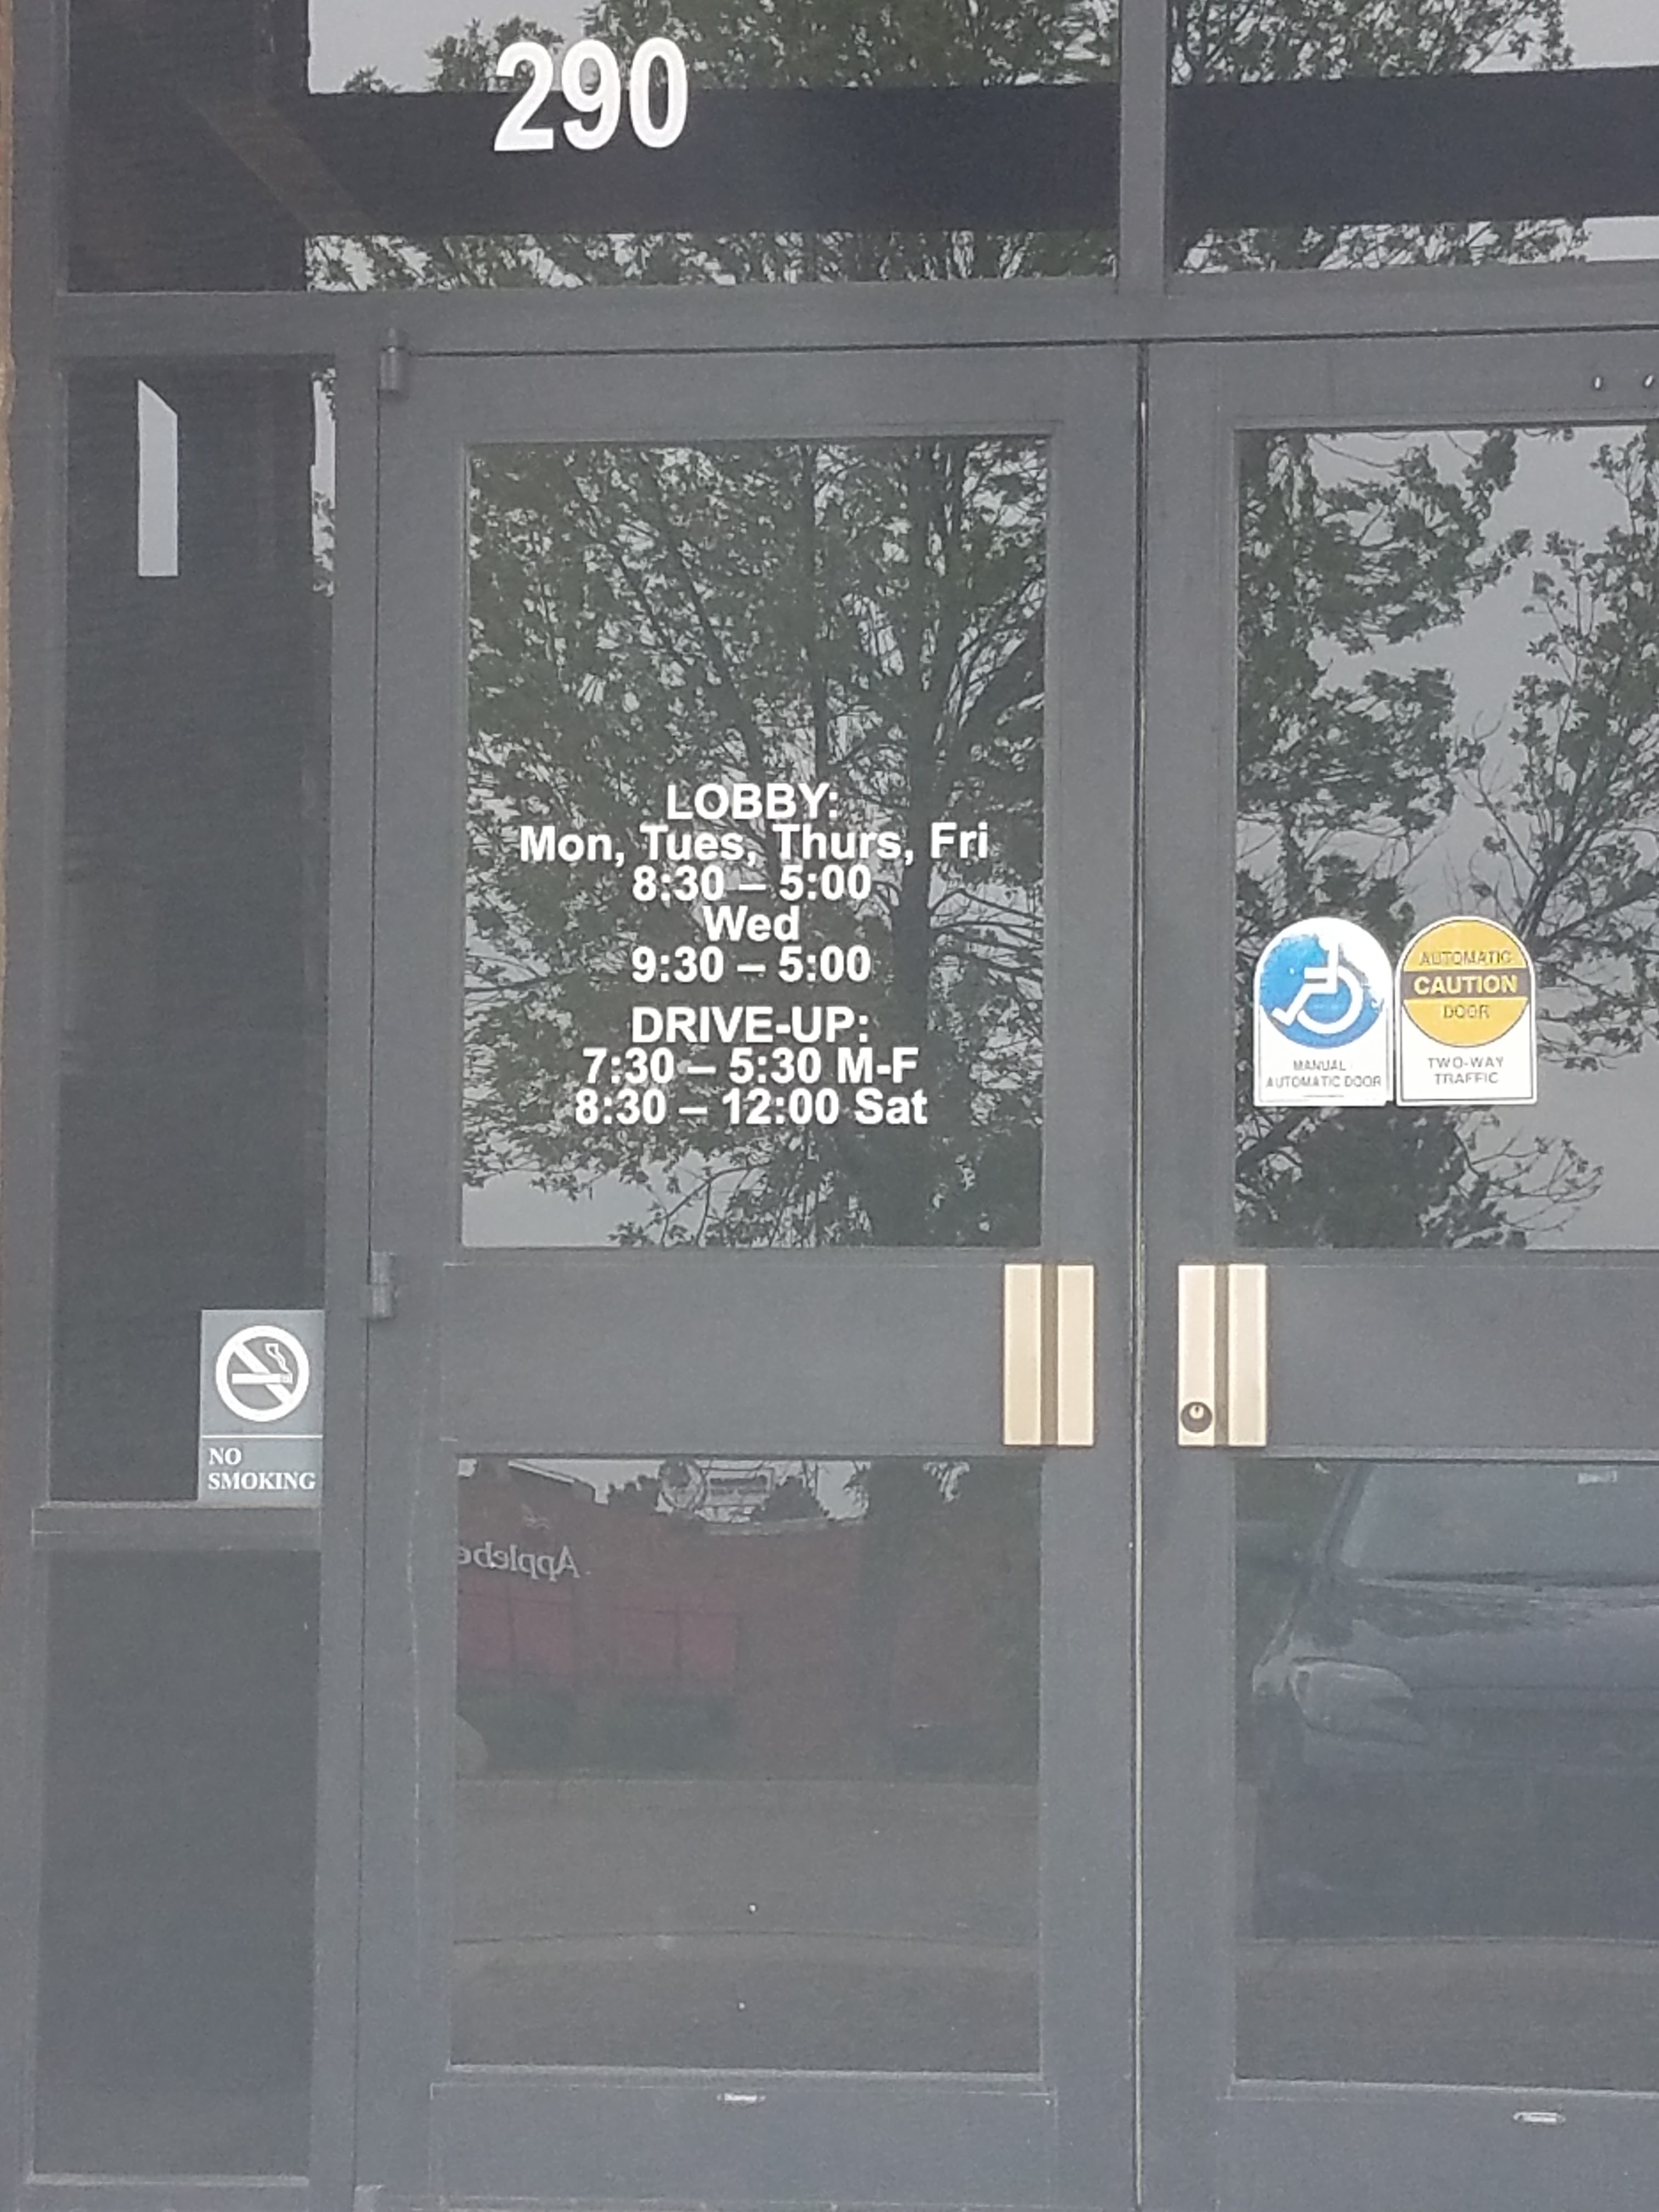 290
LOBBY:
Mon, Tues, Thurs, Fri
8:30 – 5:00
Wed
9:30 – 5:00
DRIVE-UP:
7:30 – 5:30 M-F
8:30 – 12:00 Sat
MANUAL
AUTOMATIC DOOR
AUTOMATIC
CAUTION
DOOR
TWO-WAY
TRAFFIC
NO
SMOKING
Appleb